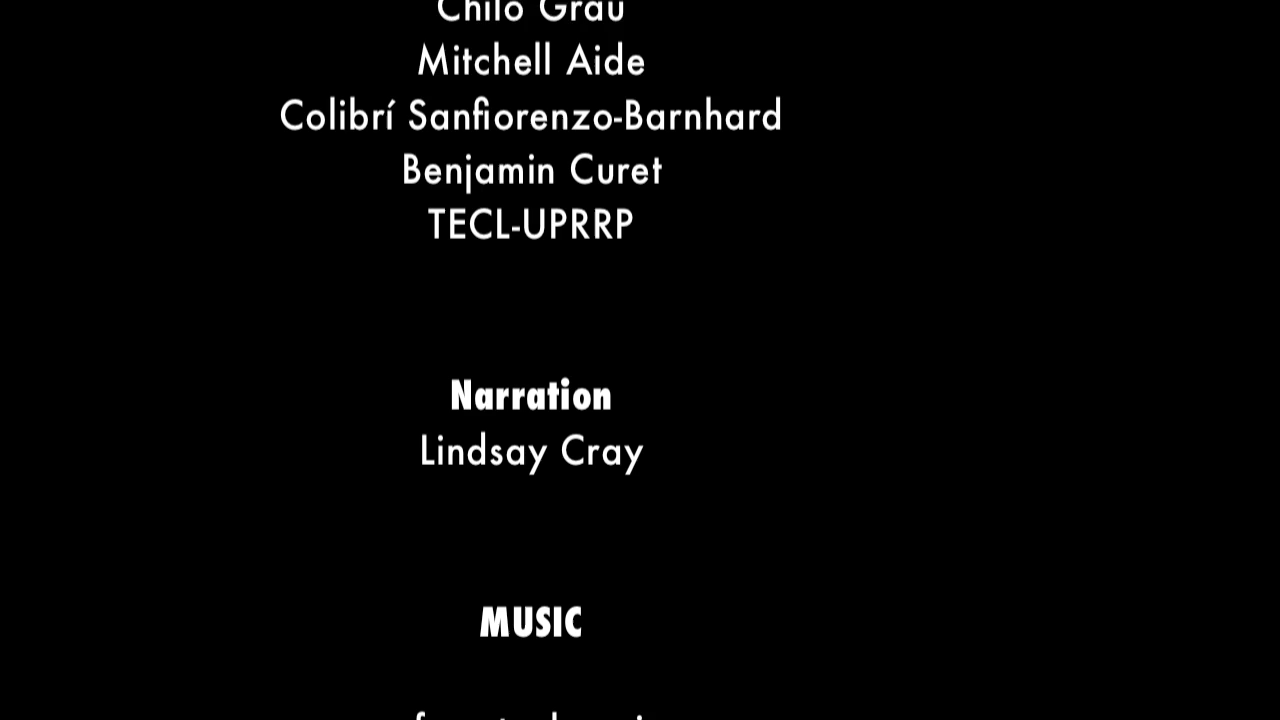 Chilo Grau
Mitchell Aide
Colibrí Sanfiorenzo-Barnhard
Benjamin Curet
TECL-UPRRP
Narration
Lindsay Cray
MUSIC